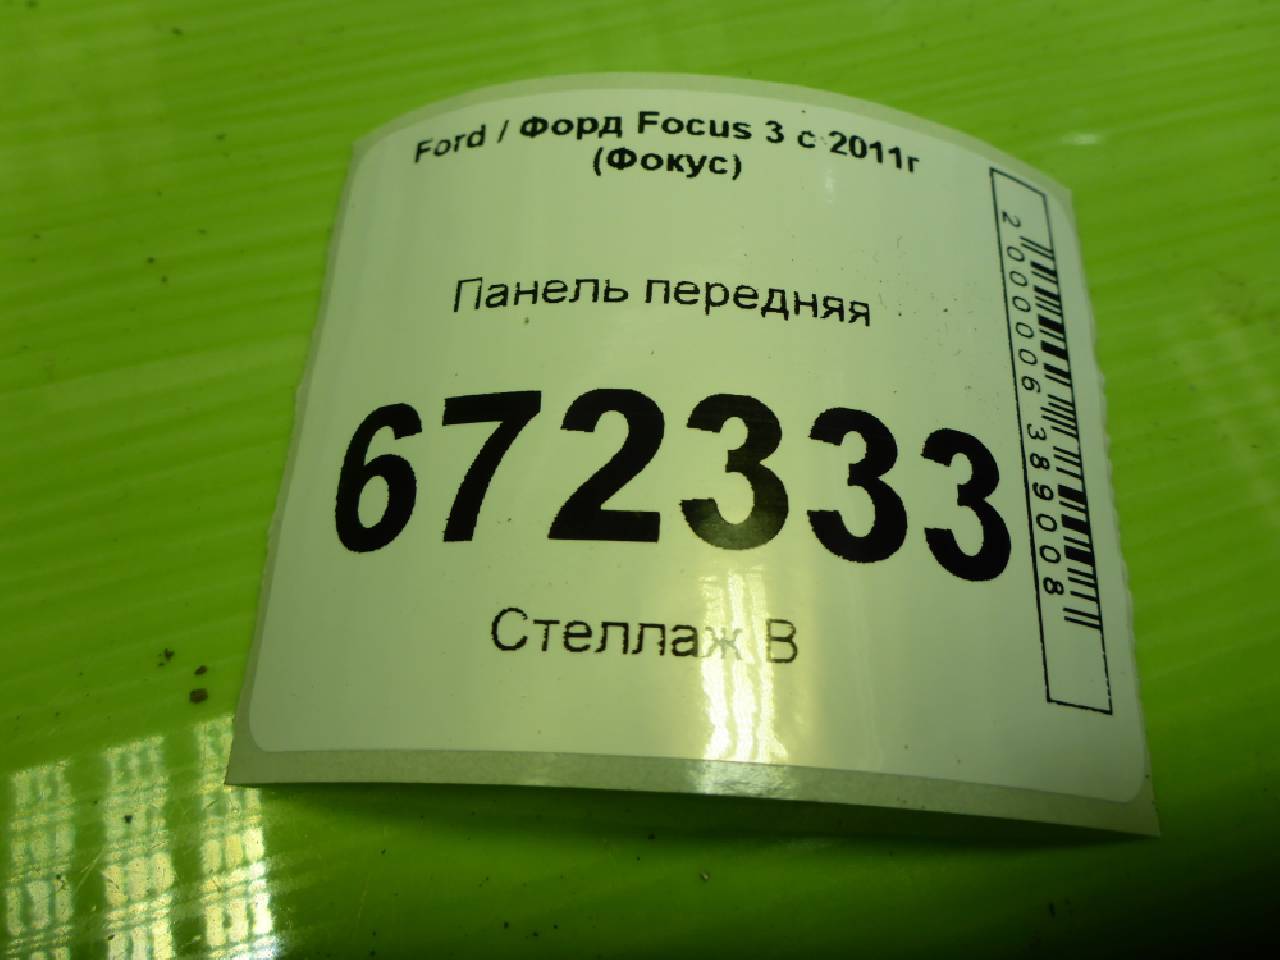 Ford / Форд Focus 3 с 2011г
(Фокус)
Панель передняя
672333
Стеллаж В
2000006389008